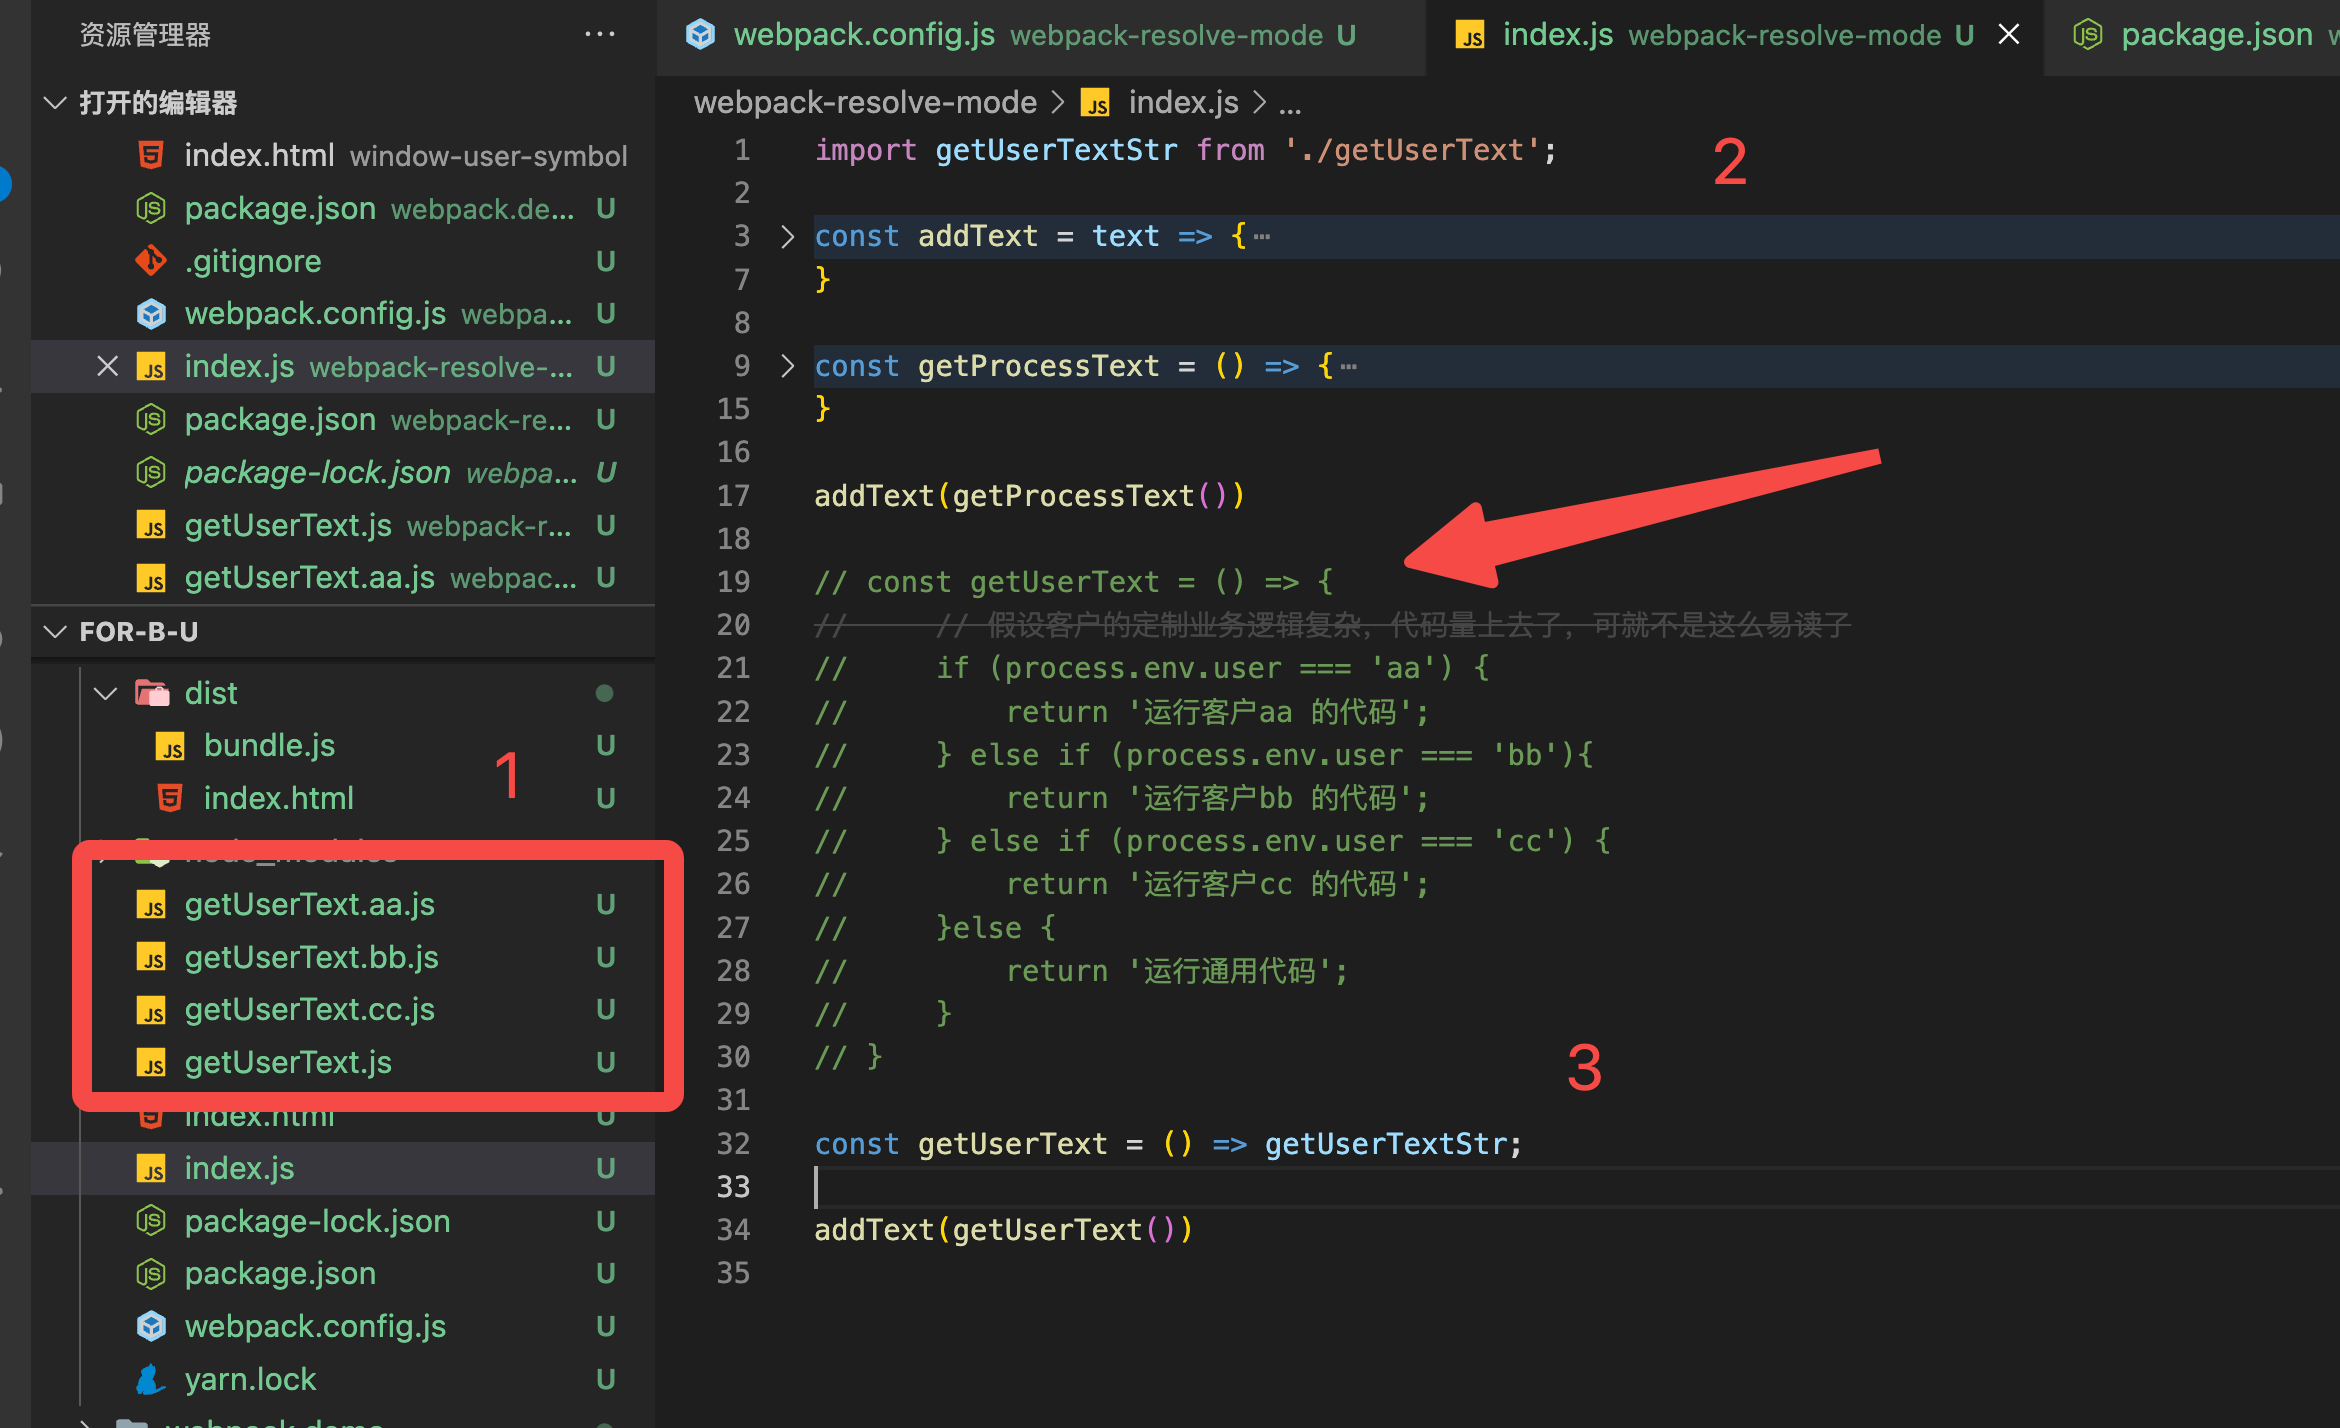 资源管理器 ···
打开的编辑器
index.html window-user-symbol
package.json webpack.de... U
.gitignore U
webpack.config.js webpa... U
index.js webpack-resolve-... U
package.json webpack-re... U
package-lock.json webpa... U
getUserText.js webpack-r... U
getUserText.aa.js webpac... U
FOR-B-U
dist
bundle.js U
1
index.html U
node_modules
getUserText.aa.js U
getUserText.bb.js U
getUserText.cc.js U
getUserText.js U
index.html U
index.js U
package-lock.json U
package.json U
webpack.config.js U
yarn.lock U
webpack.config.js webpack-resolve-mode U
index.js webpack-resolve-mode U
package.json
webpack-resolve-mode > index.js > ...
1 import getUserTextStr from './getUserText';
2
2
3 const addText = text => {···
7 }
8
9 const getProcessText = () => {···
15 }
16
17 addText(getProcessText())
18
19 // const getUserText = () => {
20 //     // 假设客户的定制业务逻辑复杂，代码量上去了，可就不是这么易读了
21 //     if (process.env.user === 'aa') {
22 //         return '运行客户aa 的代码';
23 //     } else if (process.env.user === 'bb'){
24 //         return '运行客户bb 的代码';
25 //     } else if (process.env.user === 'cc') {
26 //         return '运行客户cc 的代码';
27 //     }else {
28 //         return '运行通用代码';
29 //     }
30 // }
3
31
32 const getUserText = () => getUserTextStr;
33
34 addText(getUserText())
35